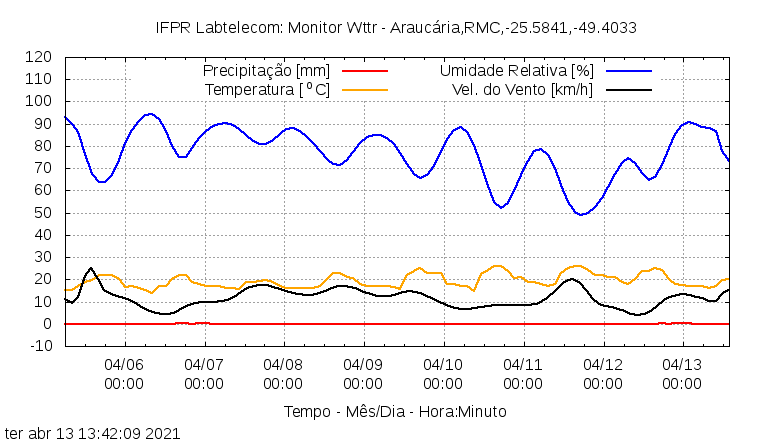 IFPR Labtelecom: Monitor Wttr - Araucária,RMC,-25.5841,-49.4033
120
110
100
90
80
70
60
50
40
30
20
10
0
-10
Precipitação [mm]
Temperatura [⁰C]
Umidade Relativa [%]
Vel. do Vento [km/h]
04/06 04/07 04/08 04/09 04/10 04/11 04/12 04/13
00:00 00:00 00:00 00:00 00:00 00:00 00:00 00:00
Tempo - Mês/Dia - Hora:Minuto
ter abr 13 13:42:09 2021